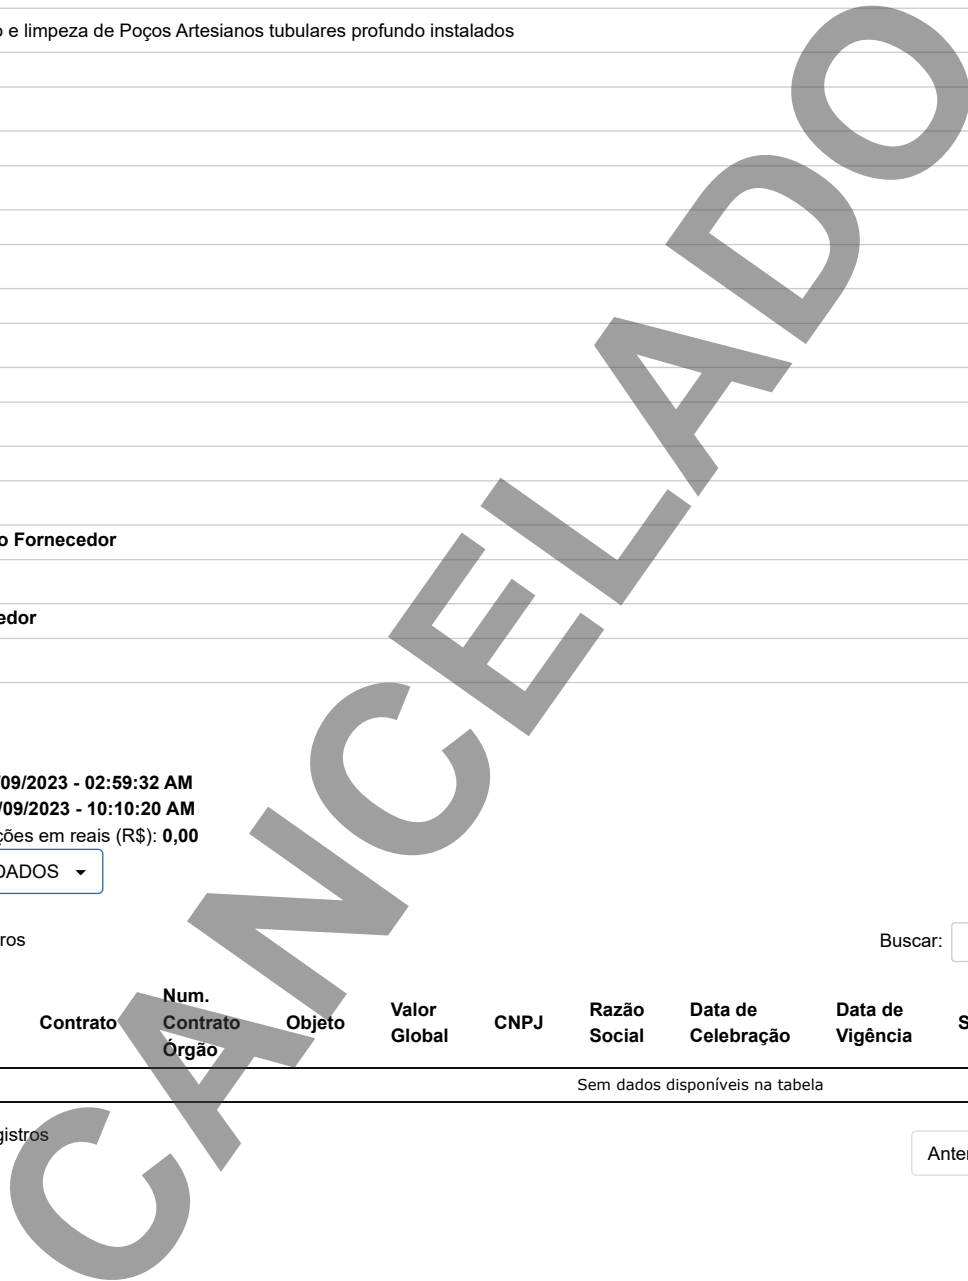 o e limpeza de Poços Artesianos tubulares profundo instalados
o Fornecedor
edor
/09/2023 - 02:59:32 AM
/09/2023 - 10:10:20 AM
ções em reais (R$): 0,00
DADOS
ros
Buscar:
Contrato Num. Contrato Órgão Objeto Valor Global CNPJ Razão Social Data de Celebração Data de Vigência S
Sem dados disponíveis na tabela
gistros
Anter
CANCELADO